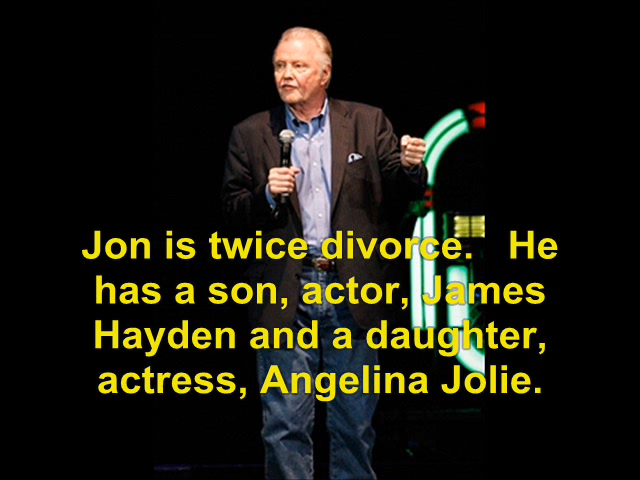 Jon is twice divorce.   He
has a son, actor, James
Hayden and a daughter,
actress, Angelina Jolie.